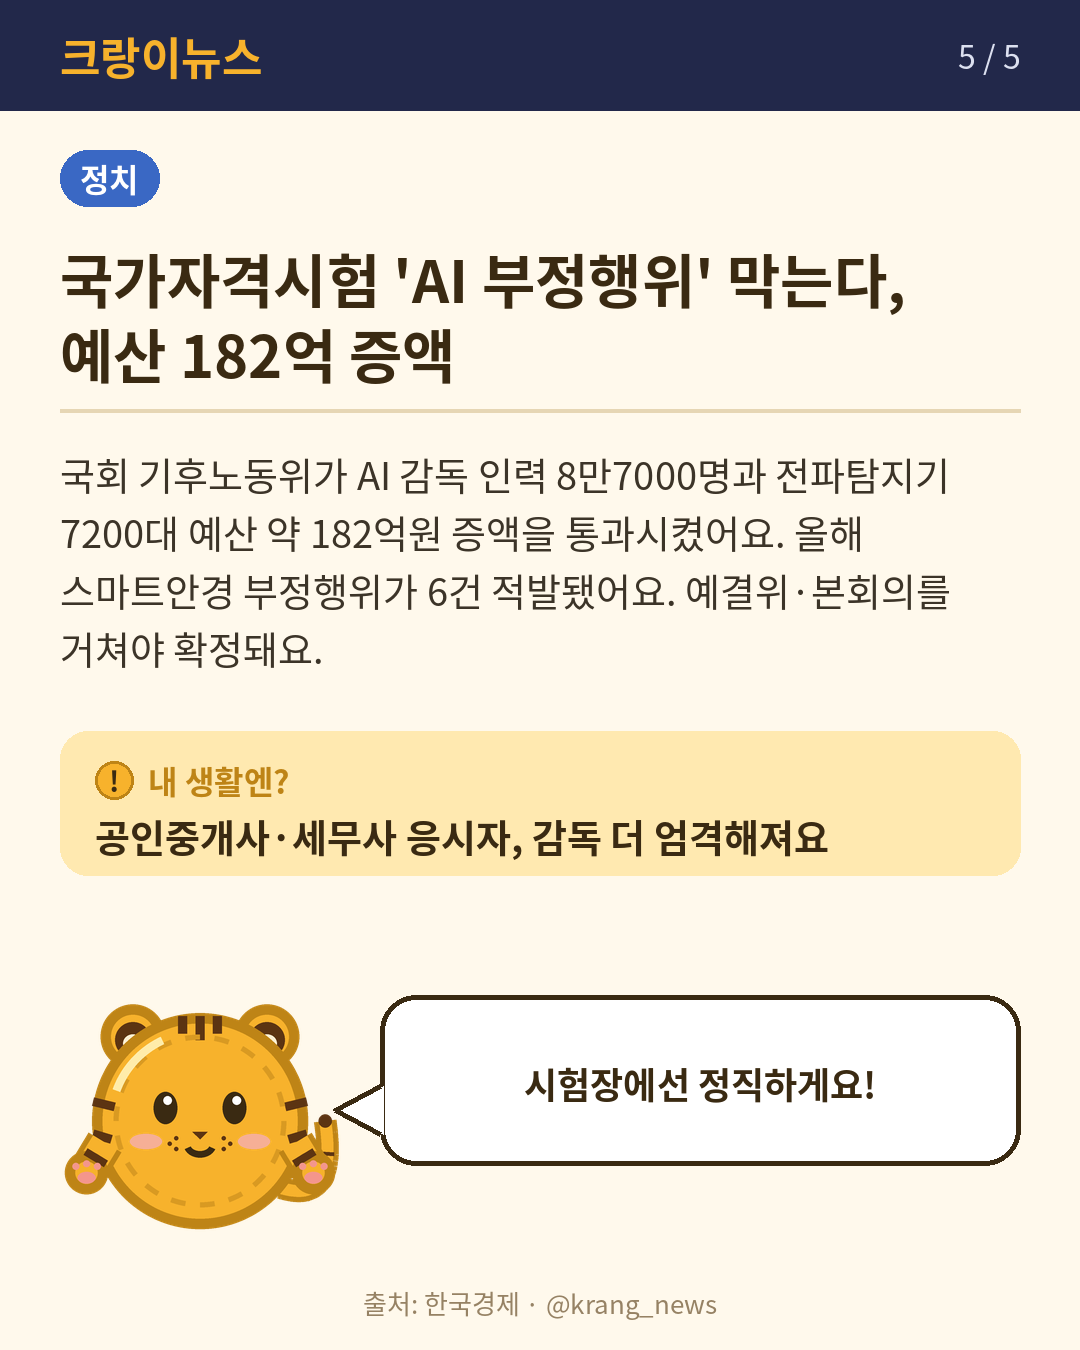 크랑이뉴스
5 / 5
정치
국가자격시험 'AI 부정행위' 막는다,
예산 182억 증액
국회 기후노동위가 AI 감독 인력 8만7000명과 전파탐지기
7200대 예산 약 182억원 증액을 통과시켰어요. 올해
스마트안경 부정행위가 6건 적발됐어요. 예결위·본회의를
거쳐야 확정돼요.
! 내 생활엔?
공인중개사·세무사 응시자, 감독 더 엄격해져요
시험장에선 정직하게요!
출처: 한국경제 · @krang_news